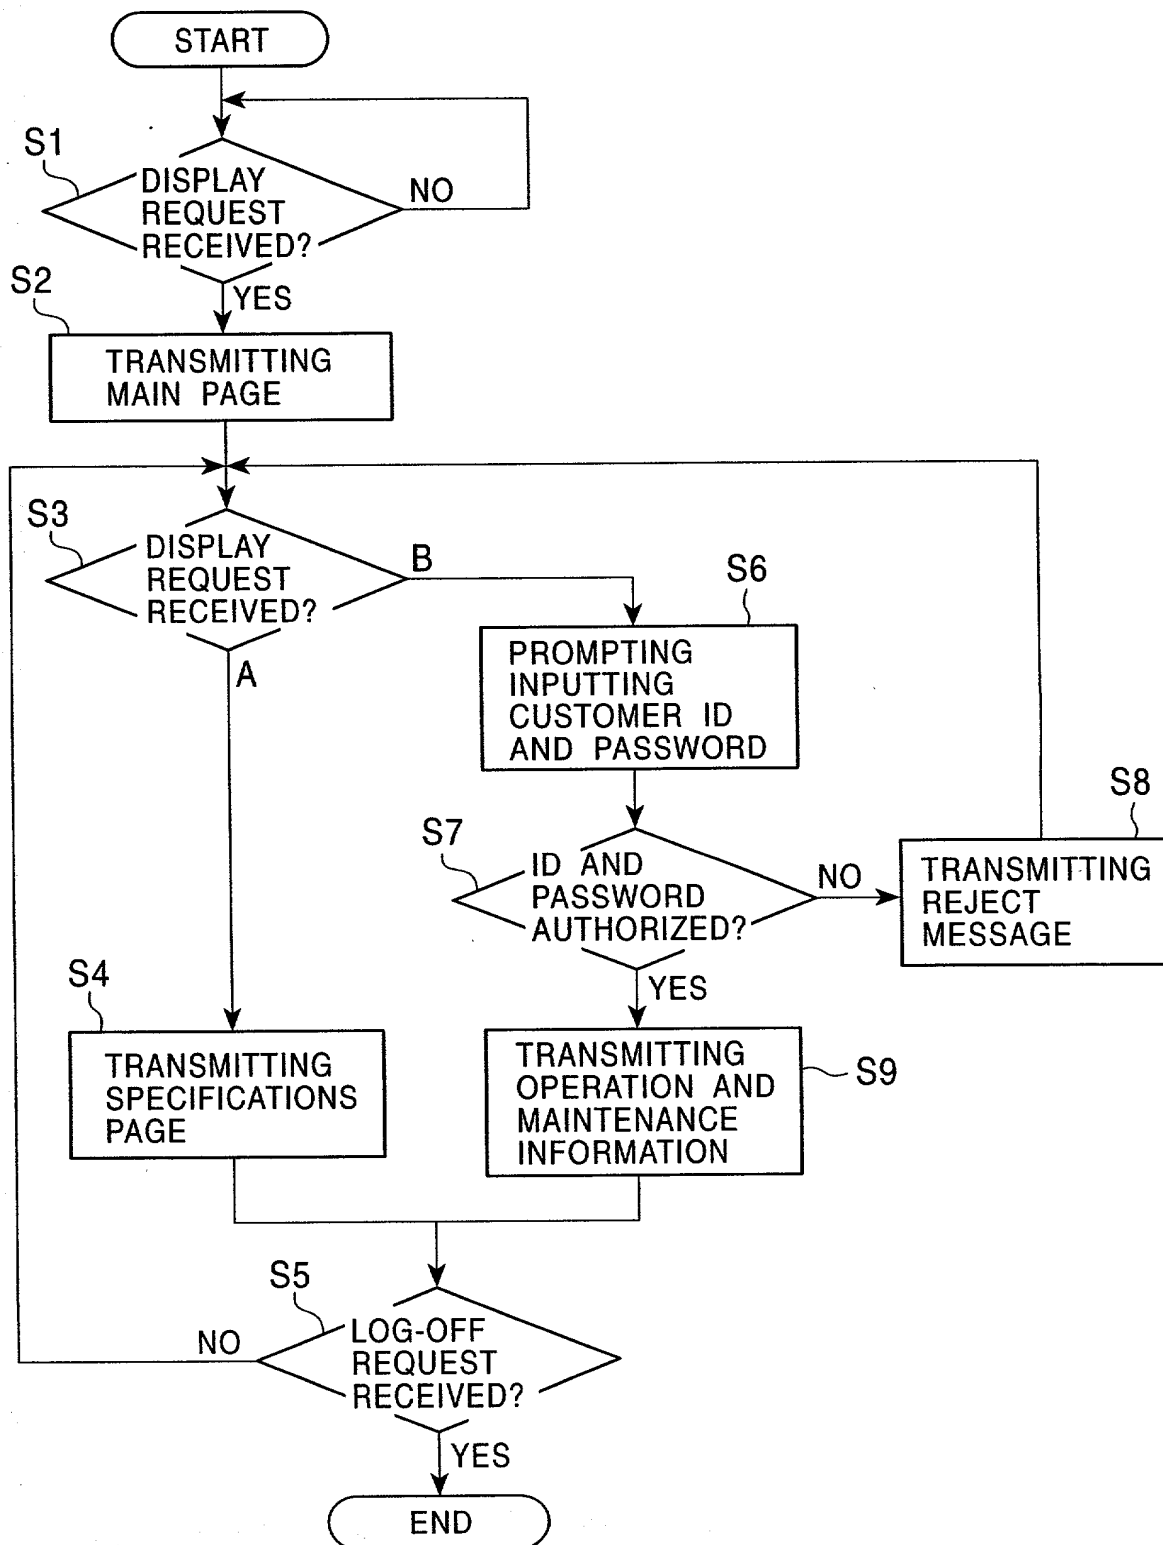 START
S1
DISPLAY
REQUEST
RECEIVED?
NO
YES
S2
TRANSMITTING
MAIN PAGE
S3
DISPLAY
REQUEST
RECEIVED?
B
A
S6
PROMPTING
INPUTTING
CUSTOMER ID
AND PASSWORD
S7
ID AND
PASSWORD
AUTHORIZED?
NO
YES
S8
TRANSMITTING
REJECT
MESSAGE
S4
TRANSMITTING
SPECIFICATIONS
PAGE
S9
TRANSMITTING
OPERATION AND
MAINTENANCE
INFORMATION
S5
LOG-OFF
REQUEST
RECEIVED?
NO
YES
END